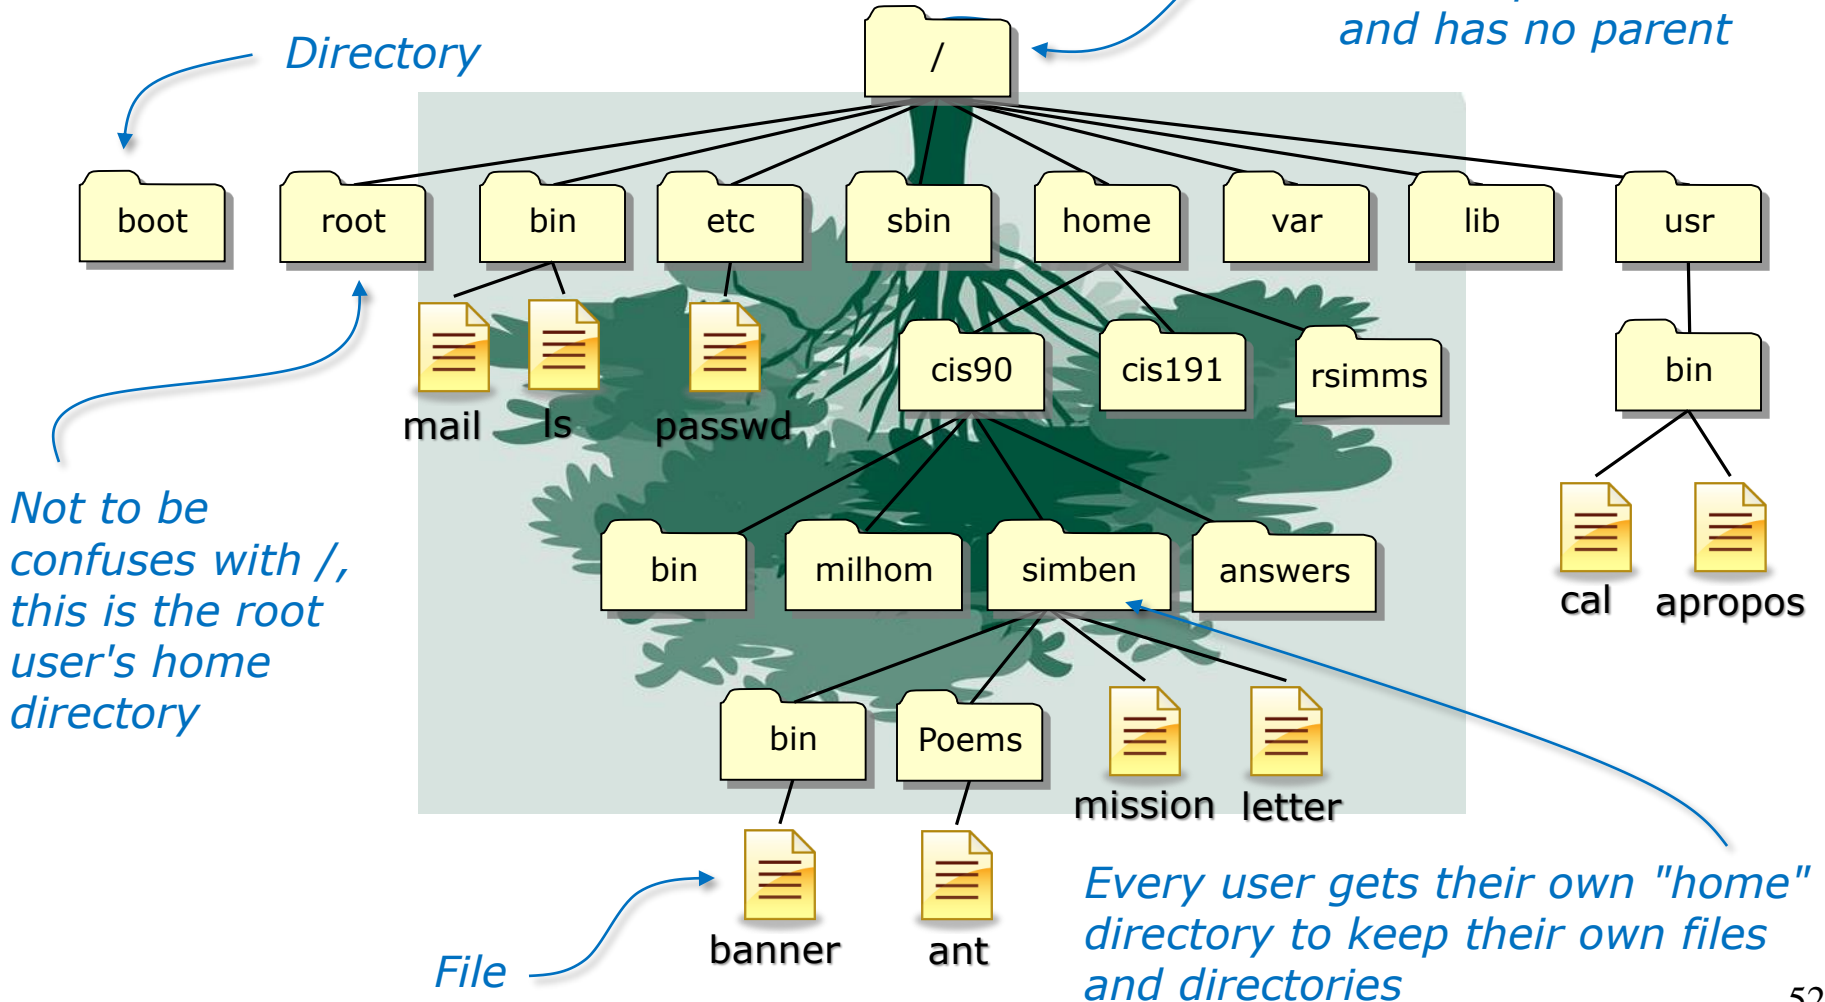 and has no parent
Directory
/
boot
root
bin
etc
sbin
home
var
lib
usr
mail
ls
passwd
cis90
cis191
rsimms
bin
cal
apropos
Not to be
confuses with /,
this is the root
user's home
directory
bin
milhom
simben
answers
bin
Poems
mission
letter
banner
ant
File
Every user gets their own "home"
directory to keep their own files
and directories
52